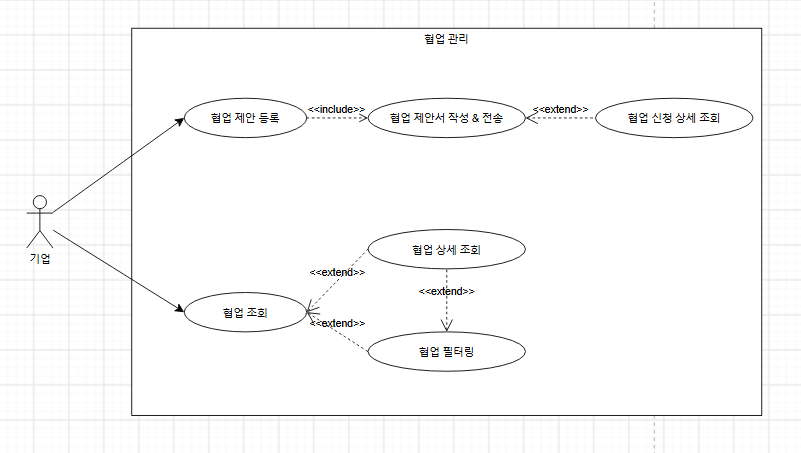 협업 관리
협업 제안 등록
<<include>>
협업 제안서 작성 & 전송
<<extend>>
협업 신청 상세 조회
기업
협업 상세 조회
<<extend>>
<<extend>>
협업 조회
<<extend>>
협업 필터링